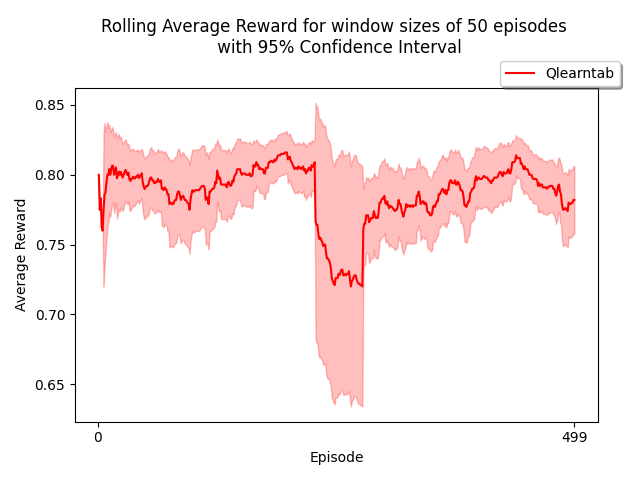 Rolling Average Reward for window sizes of 50 episodes
with 95% Confidence Interval
Qlearntab
0.85
0.80
0.75
0.70
0.65
Average Reward
0
499
Episode